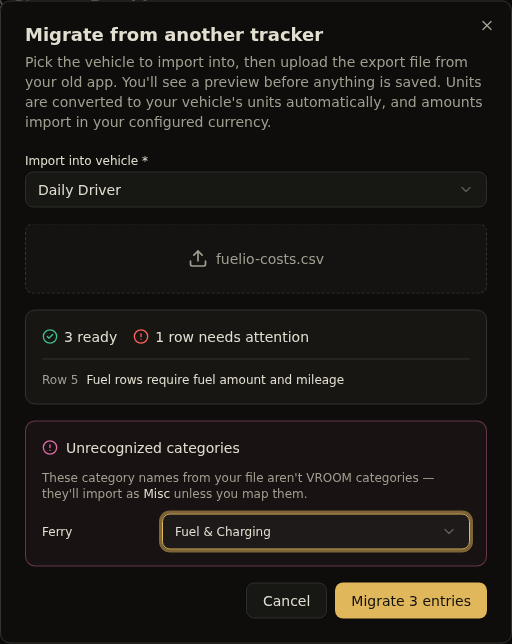 Migrate from another tracker
Pick the vehicle to import into, then upload the export file from
your old app. You'll see a preview before anything is saved. Units
are converted to your vehicle's units automatically, and amounts
import in your configured currency.
Import into vehicle *
Daily Driver
fuelio-costs.csv
3 ready 1 row needs attention
Row 5 Fuel rows require fuel amount and mileage
Unrecognized categories
These category names from your file aren't VROOM categories —
they'll import as Misc unless you map them.
Ferry Fuel & Charging
Cancel Migrate 3 entries